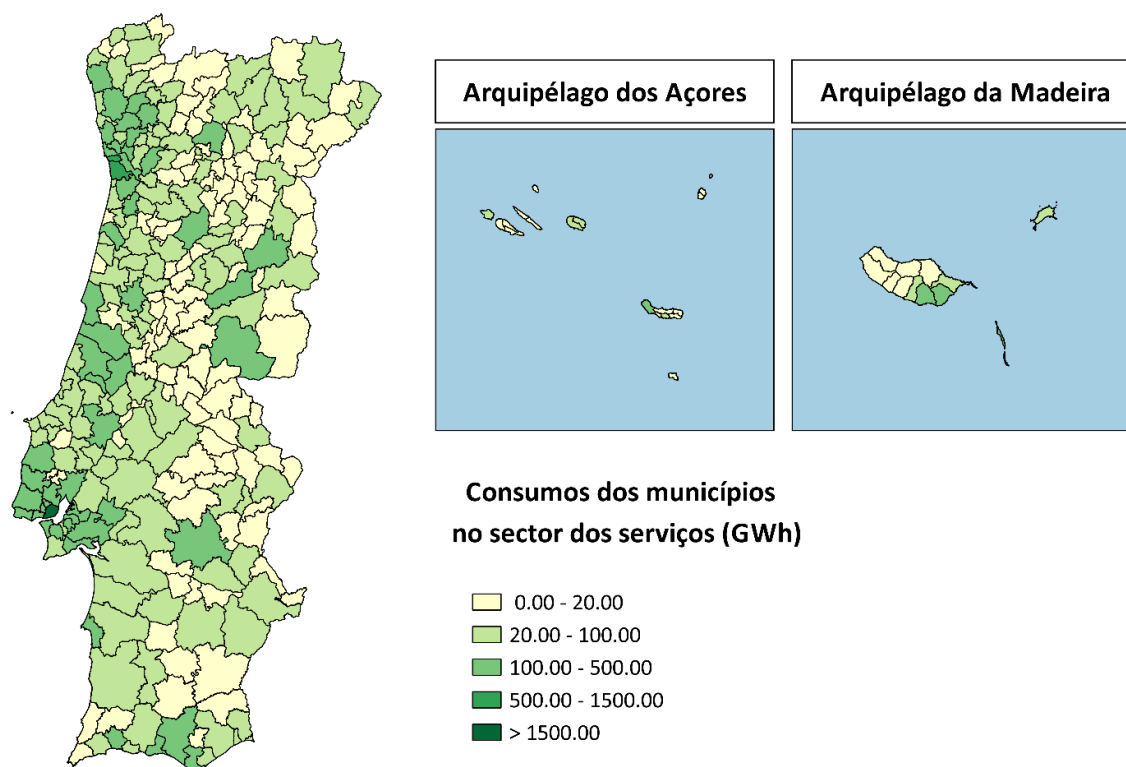 Arquipélago dos Açores
Arquipélago da Madeira
Consumos dos municípios
no sector dos serviços (GWh)
0.00 - 20.00
20.00 - 100.00
100.00 - 500.00
500.00 - 1500.00
> 1500.00